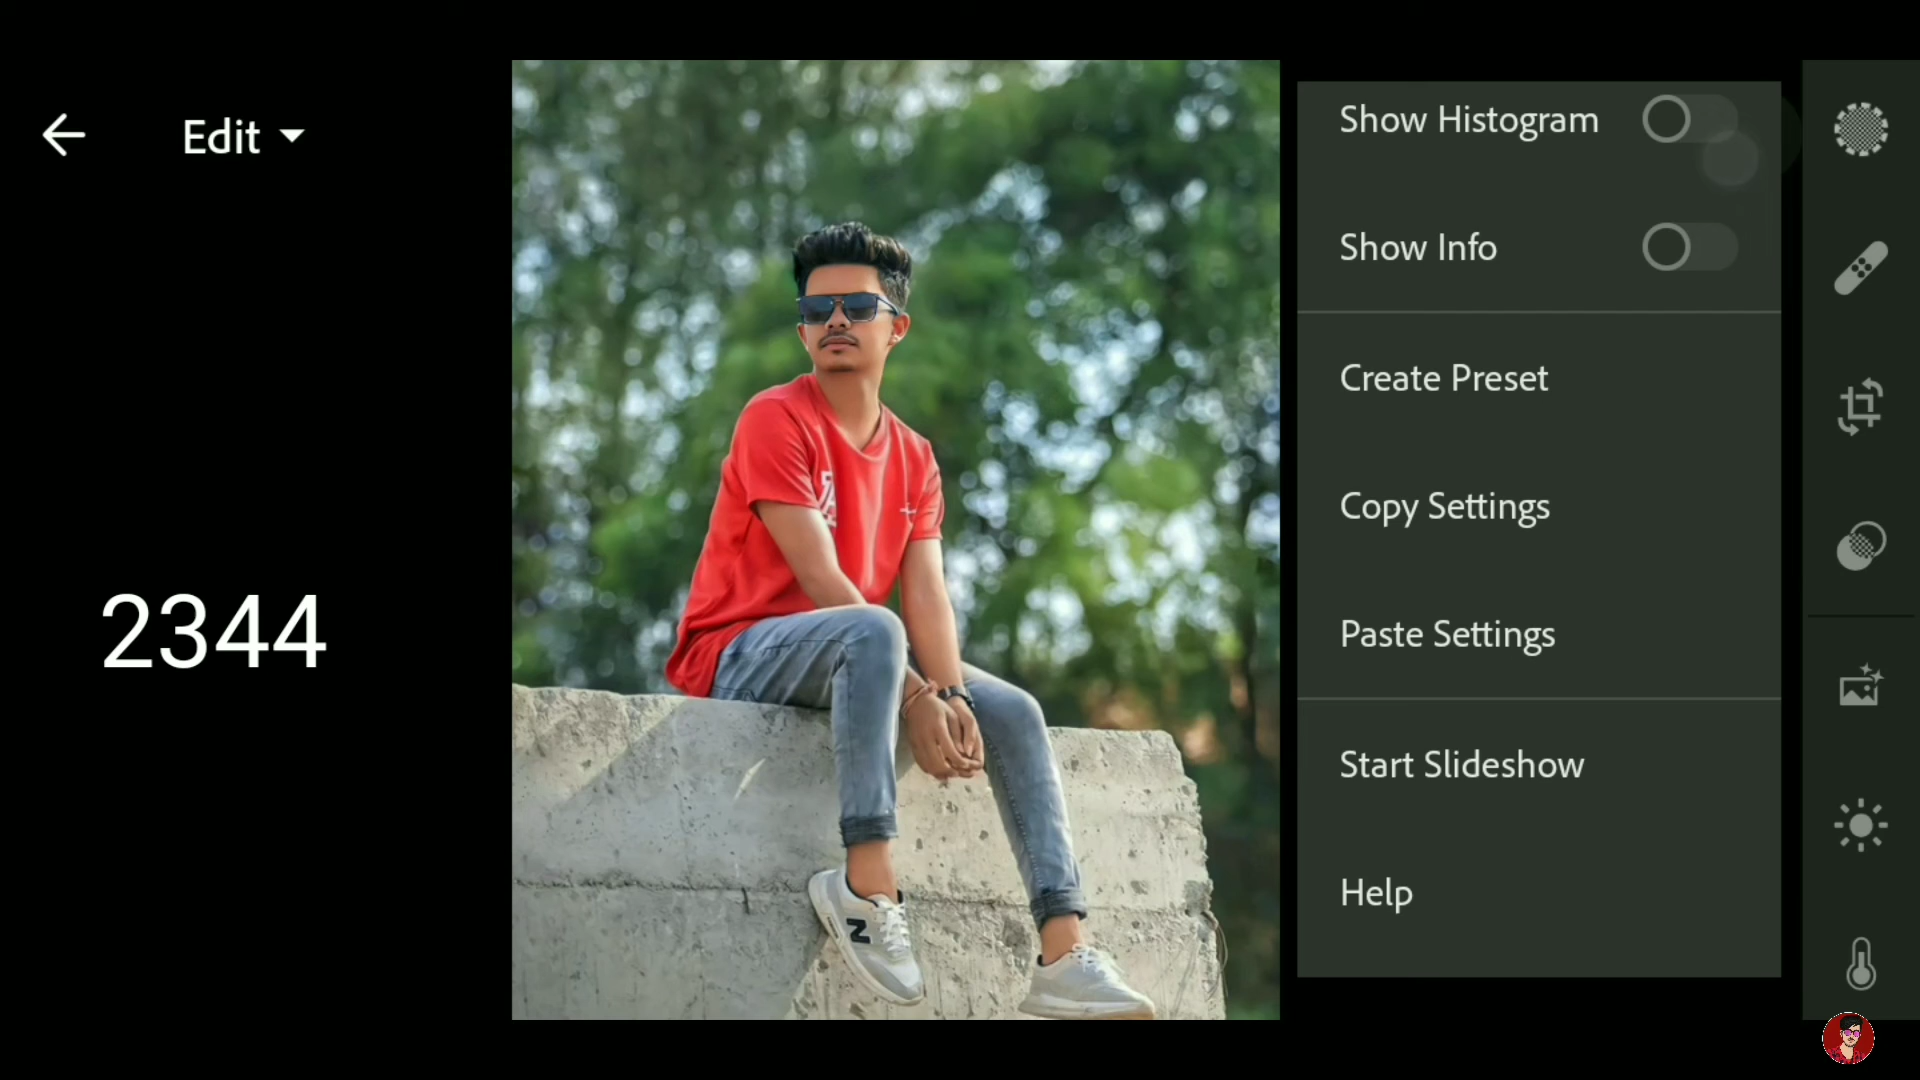 Edit
Show Histogram
Show Info
Create Preset
Copy Settings
2344
Paste Settings
Start Slideshow
Help
N